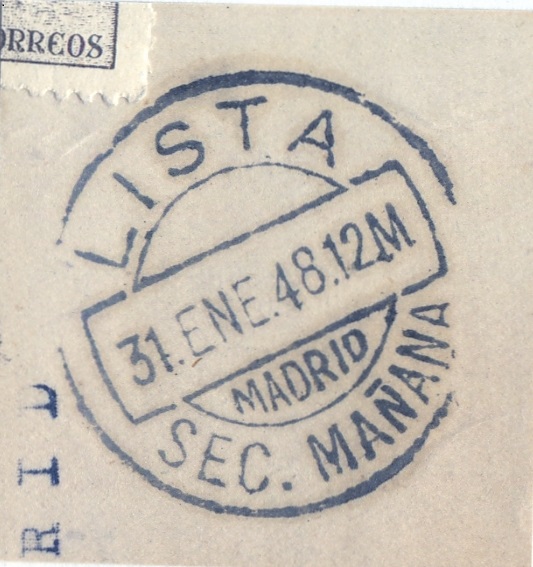 ORREOS
LISTA
31.ENE.48.12M
MADRID
SEC. MAÑANA
RID